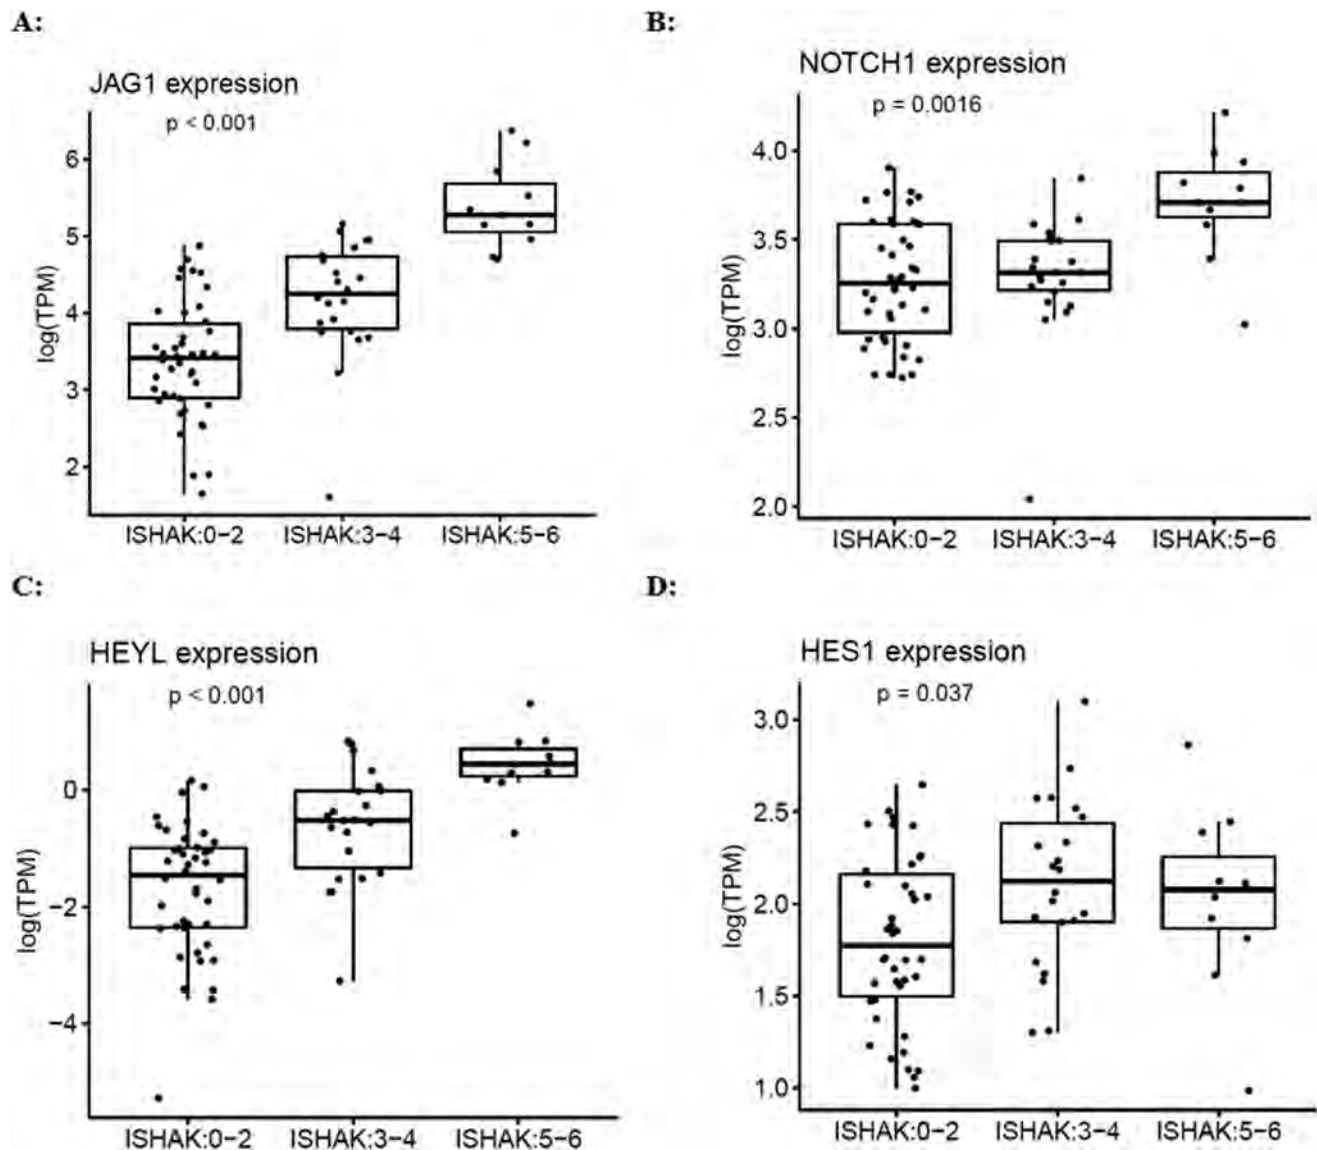 A:
JAG1 expression
p < 0.001
log(TPM)
6
5
4
3
2
ISHAK:0−2 ISHAK:3−4 ISHAK:5−6
B:
NOTCH1 expression
p = 0.0016
log(TPM)
4.0
3.5
3.0
2.5
2.0
ISHAK:0−2 ISHAK:3−4 ISHAK:5−6
C:
HEYL expression
p < 0.001
log(TPM)
0
−2
−4
ISHAK:0−2 ISHAK:3−4 ISHAK:5−6
D:
HES1 expression
p = 0.037
log(TPM)
3.0
2.5
2.0
1.5
1.0
ISHAK:0−2 ISHAK:3−4 ISHAK:5−6